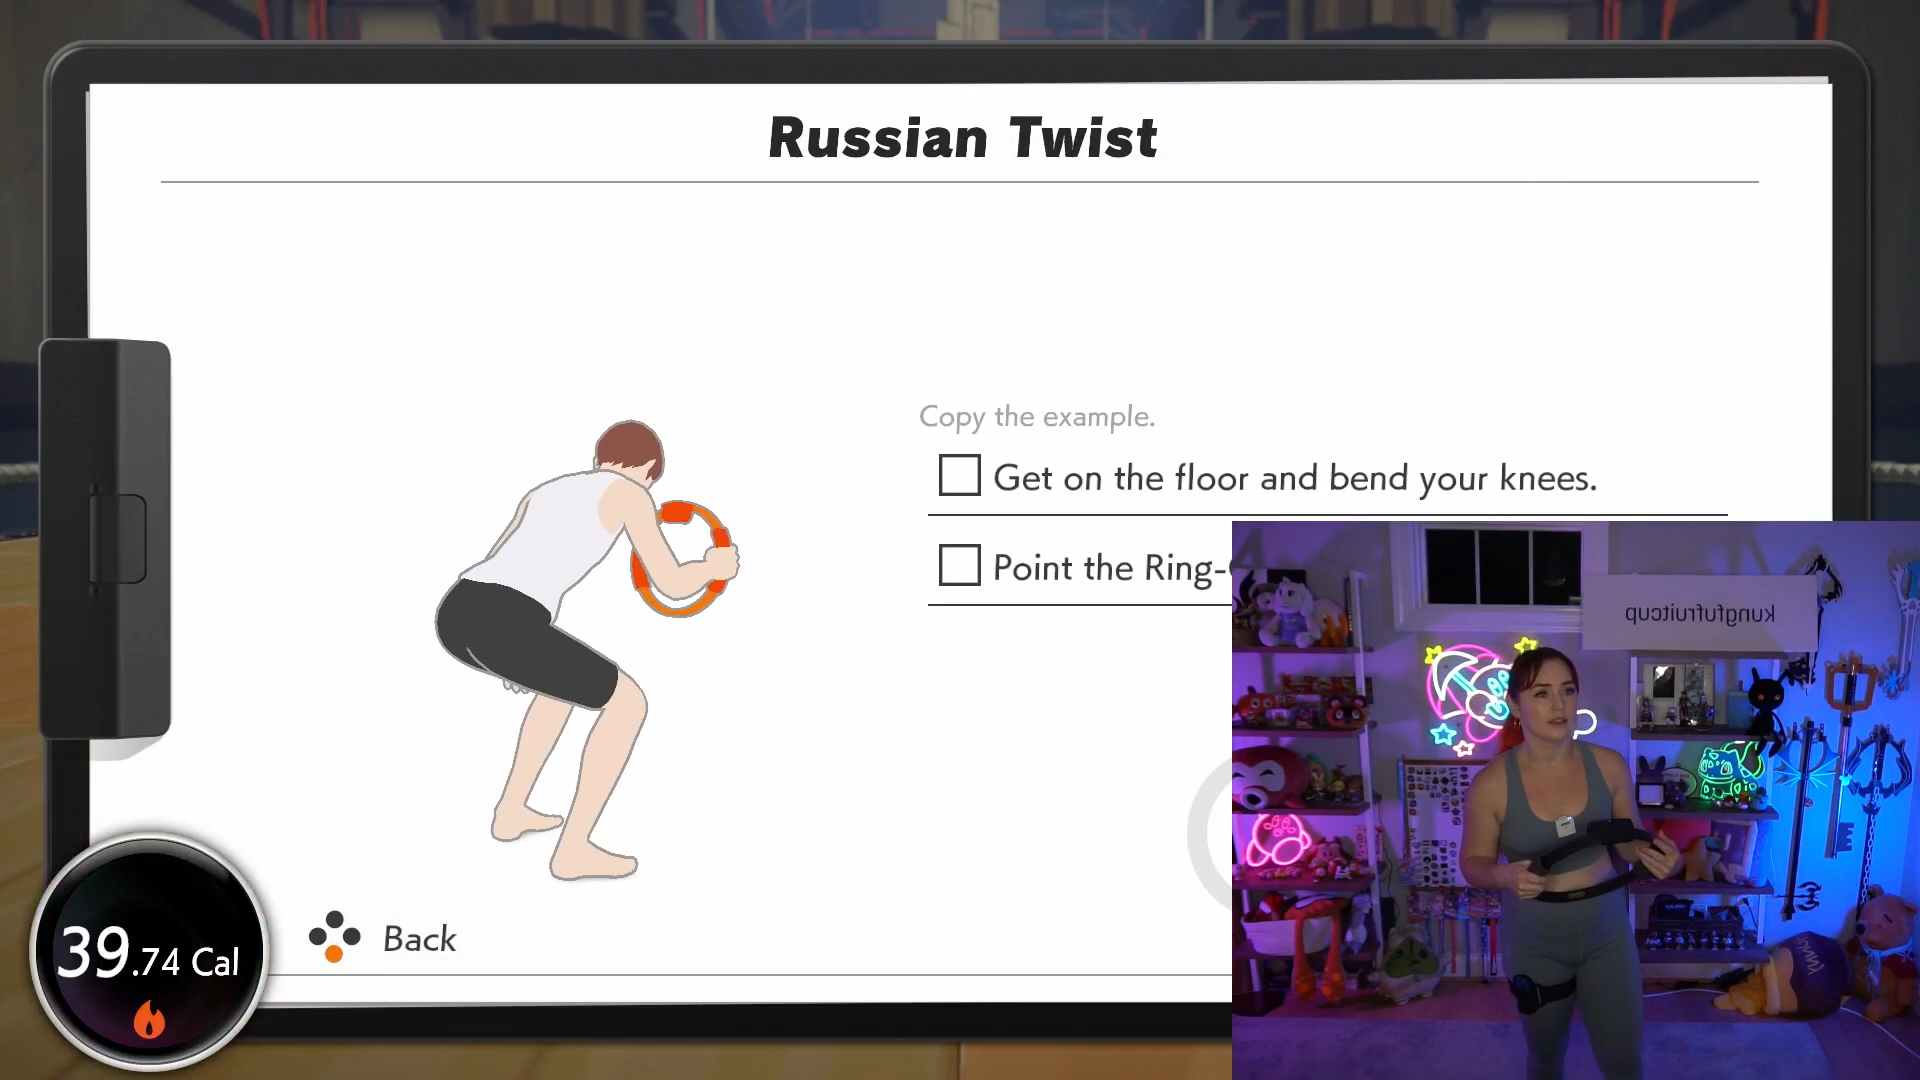 Russian Twist
Copy the example.
Get on the floor and bend your knees.
Point the Ring-
kungfufruitcup
Back
39.74 Cal